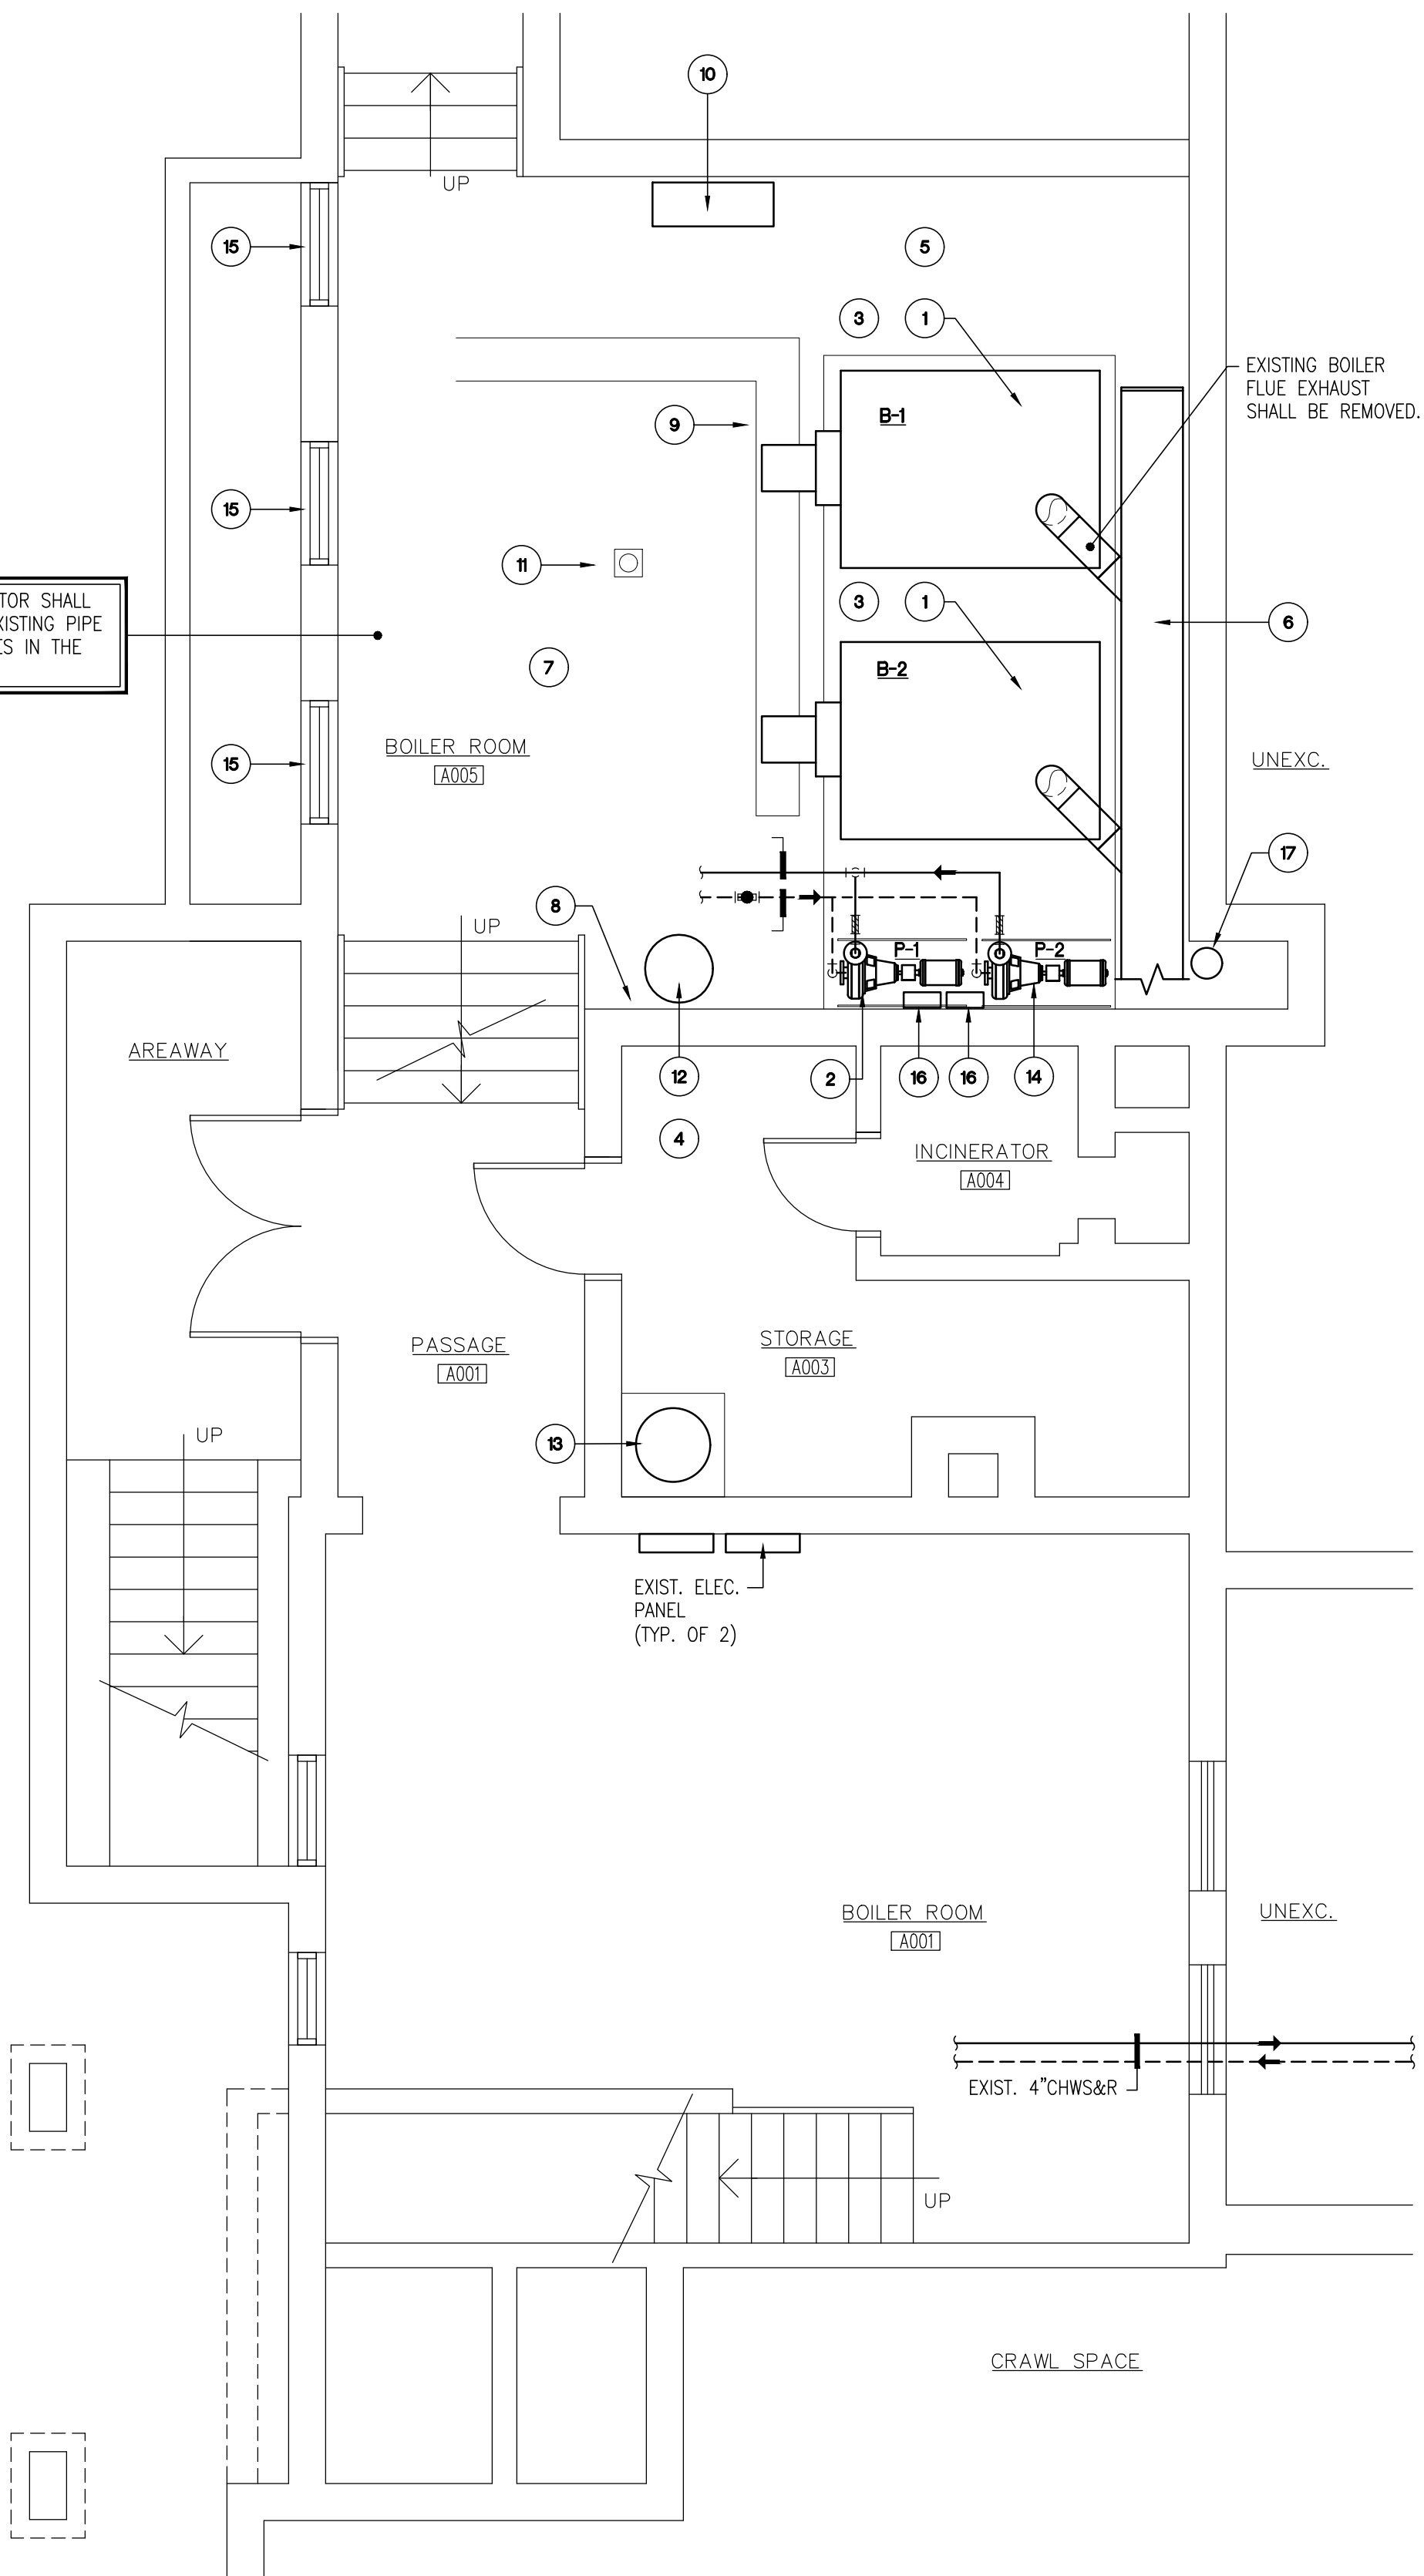 10
UP
15
5
3
1
EXISTING BOILER
FLUE EXHAUST
SHALL BE REMOVED.
B-1
9
15
11
TOR SHALL
XISTING PIPE
ES IN THE
3
1
6
7
B-2
BOILER ROOM
A005
15
UNEXC.
17
8
UP
P-1
P-2
AREAWAY
12
2
16
16
14
4
INCINERATOR
A004
PASSAGE
A001
STORAGE
A003
UP
13
EXIST. ELEC.
PANEL
(TYP. OF 2)
BOILER ROOM
A001
UNEXC.
EXIST. 4"CHWS&R
UP
CRAWL SPACE